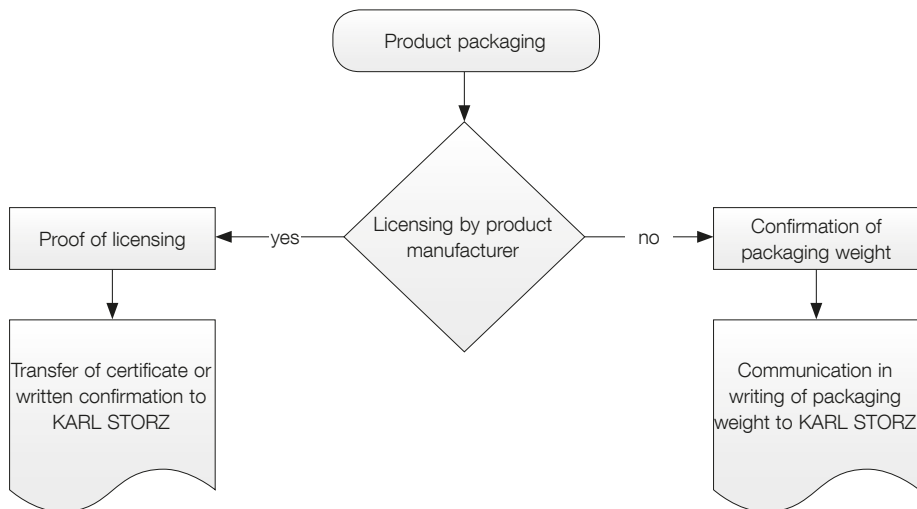 Product packaging
Licensing by product
manufacturer
yes
no
Proof of licensing
Confirmation of
packaging weight
Transfer of certificate or
written confirmation to
KARL STORZ
Communication in
writing of packaging
weight to KARL STORZ